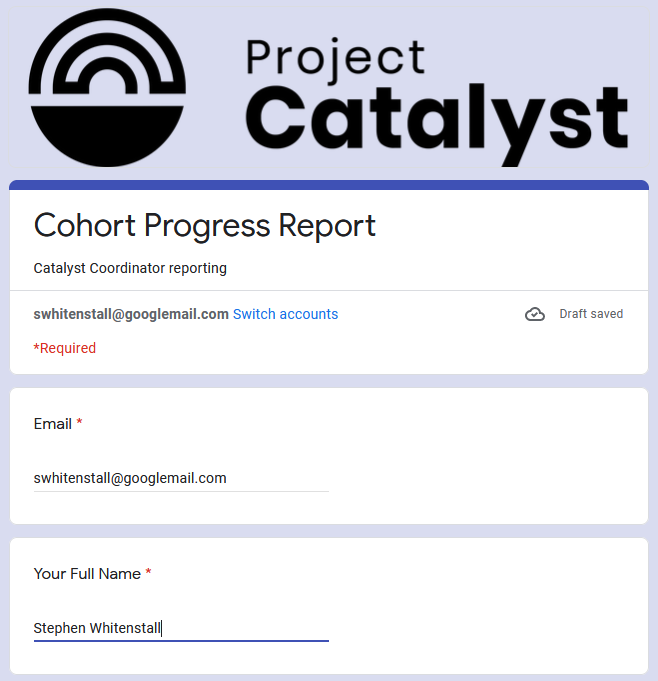 Project
Catalyst
Cohort Progress Report
Catalyst Coordinator reporting
swhitenstall@googlemail.com Switch accounts
Draft saved
*Required
Email *
swhitenstall@googlemail.com
Your Full Name *
Stephen Whitenstall